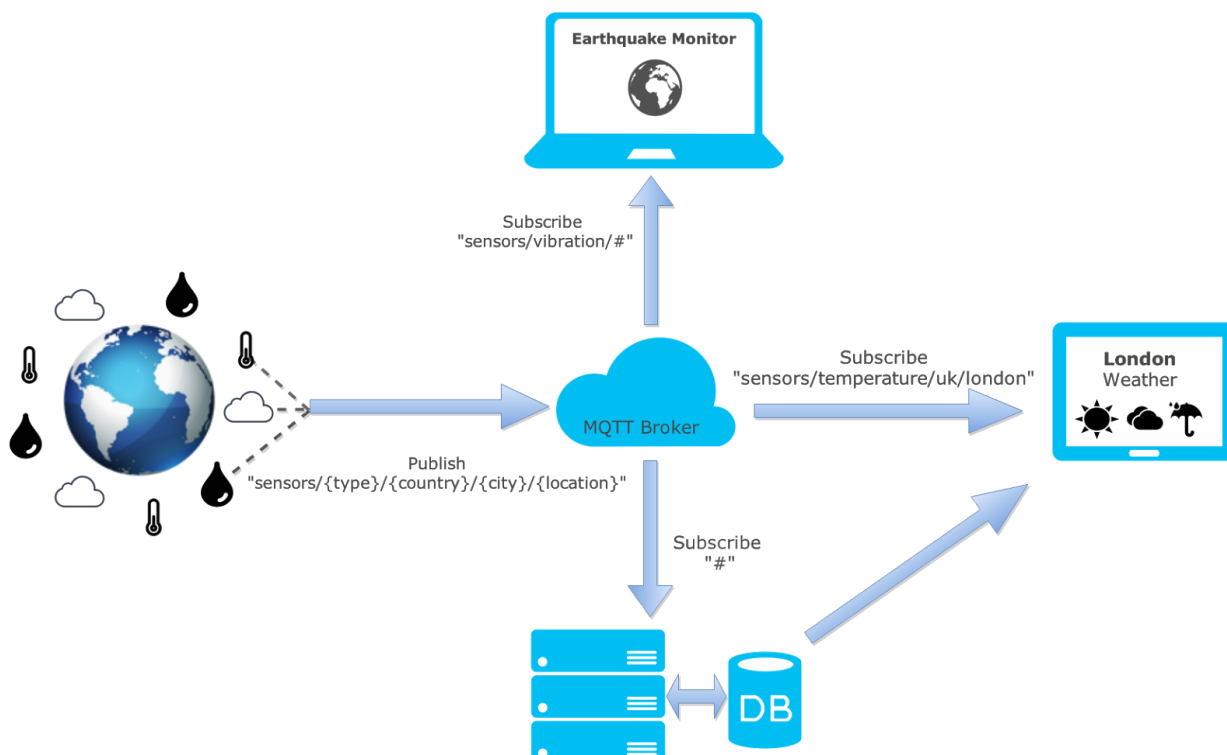 Earthquake Monitor
Subscribe
"sensors/vibration/#"
Subscribe
"sensors/temperature/uk/london"
London
Weather
MQTT Broker
Publish
"sensors/{type}/{country}/{city}/{location}"
Subscribe
"#"
DB